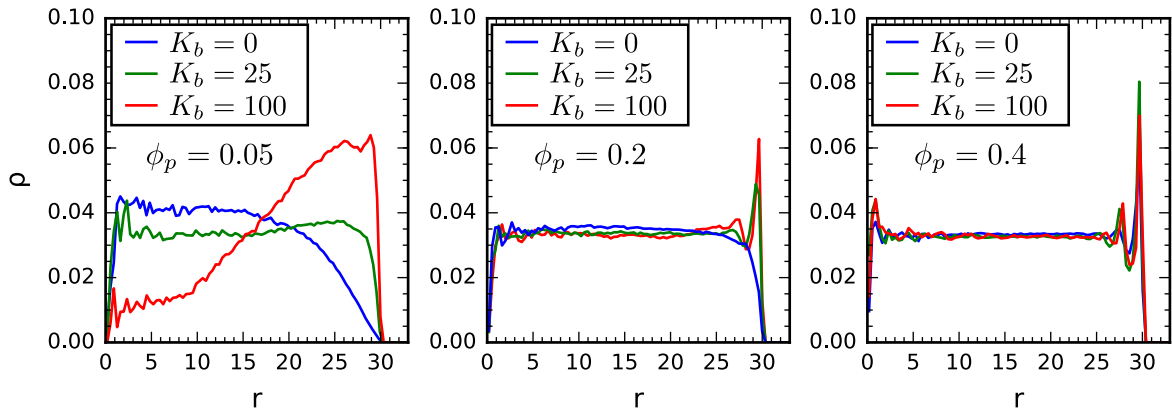 0.10
0.08
0.06
0.04
0.02
0.00
ρ
K_b = 0
K_b = 25
K_b = 100
ϕ_p = 0.05
0 5 10 15 20 25 30
r
0.10
0.08
0.06
0.04
0.02
0.00
K_b = 0
K_b = 25
K_b = 100
ϕ_p = 0.2
0 5 10 15 20 25 30
r
0.10
0.08
0.06
0.04
0.02
0.00
K_b = 0
K_b = 25
K_b = 100
ϕ_p = 0.4
0 5 10 15 20 25 30
r